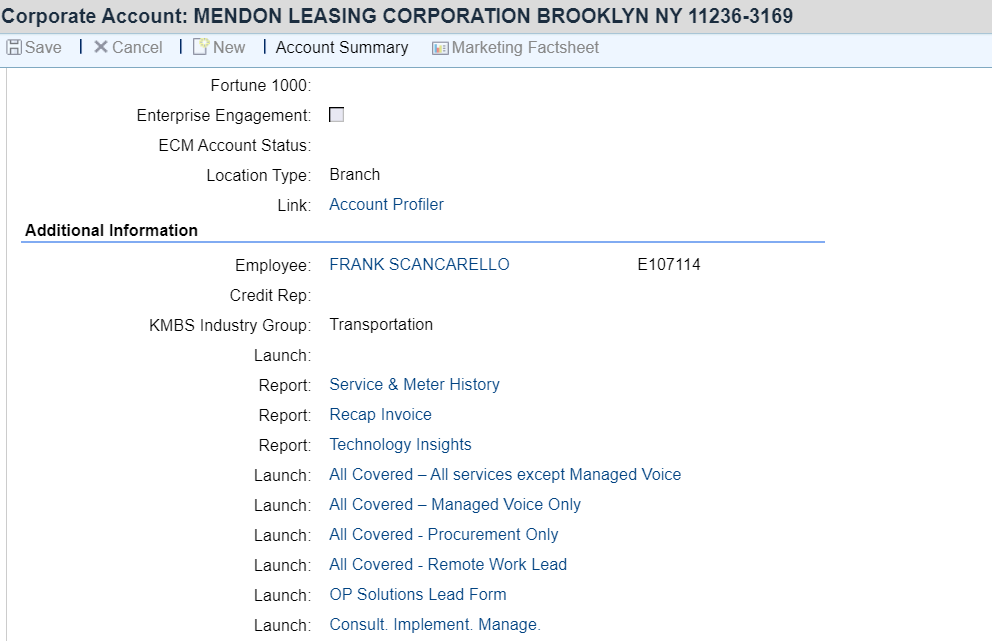 Corporate Account: MENDON LEASING CORPORATION BROOKLYN NY 11236-3169
Save | Cancel | New | Account Summary Marketing Factsheet
Fortune 1000:
Enterprise Engagement:
ECM Account Status:
Location Type: Branch
Link: Account Profiler
Additional Information
Employee: FRANK SCANCARELLO E107114
Credit Rep:
KMBS Industry Group: Transportation
Launch:
Report: Service & Meter History
Report: Recap Invoice
Report: Technology Insights
Launch: All Covered – All services except Managed Voice
Launch: All Covered – Managed Voice Only
Launch: All Covered - Procurement Only
Launch: All Covered - Remote Work Lead
Launch: OP Solutions Lead Form
Launch: Consult. Implement. Manage.